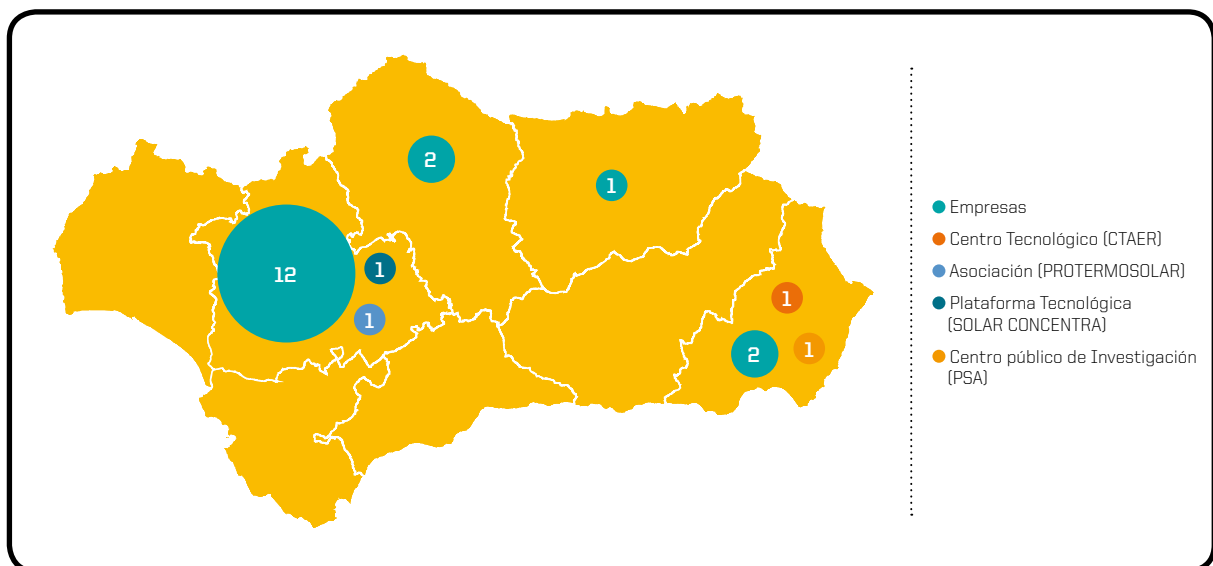 2
1
12
1
1
1
2
1
Empresas
Centro Tecnológico (CTAER)
Asociación (PROTERMOSOLAR)
Plataforma Tecnológica
(SOLAR CONCENTRA)
Centro público de Investigación
(PSA)